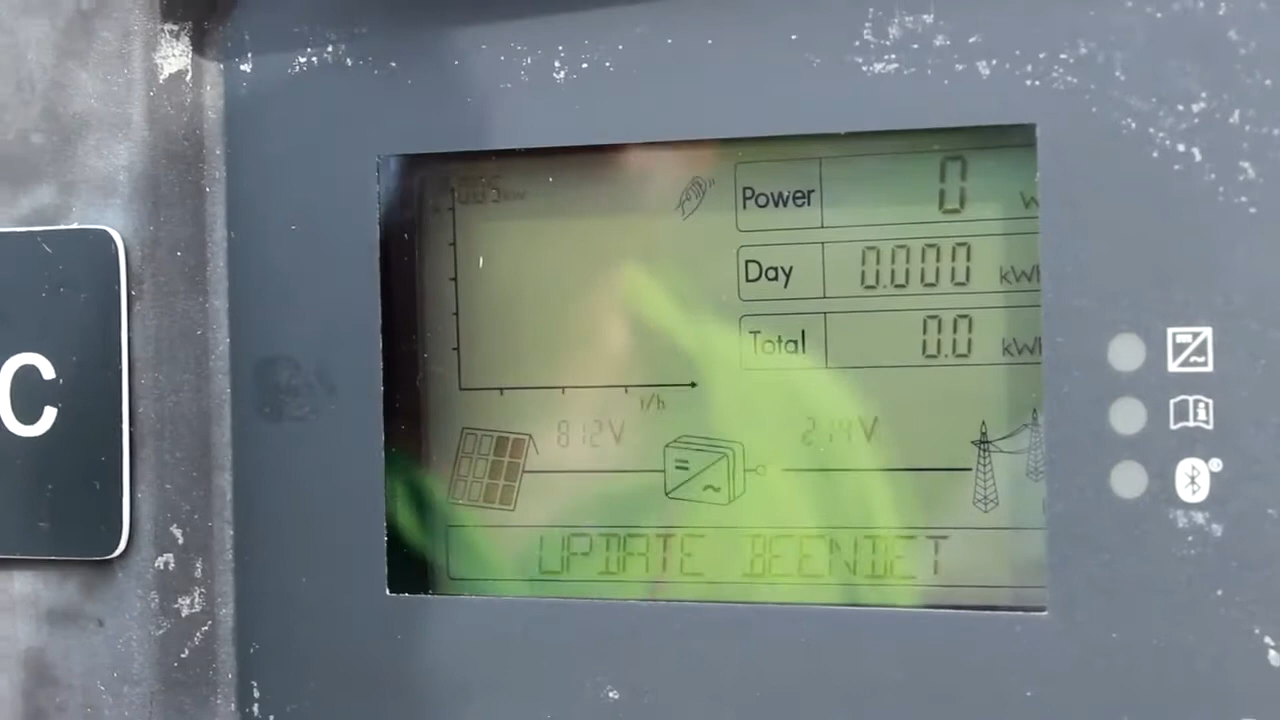 Power 0 W
Day 0.000 kWh
Total 0.0 kWh
t/h
812V
C
UPDATE BEENDET